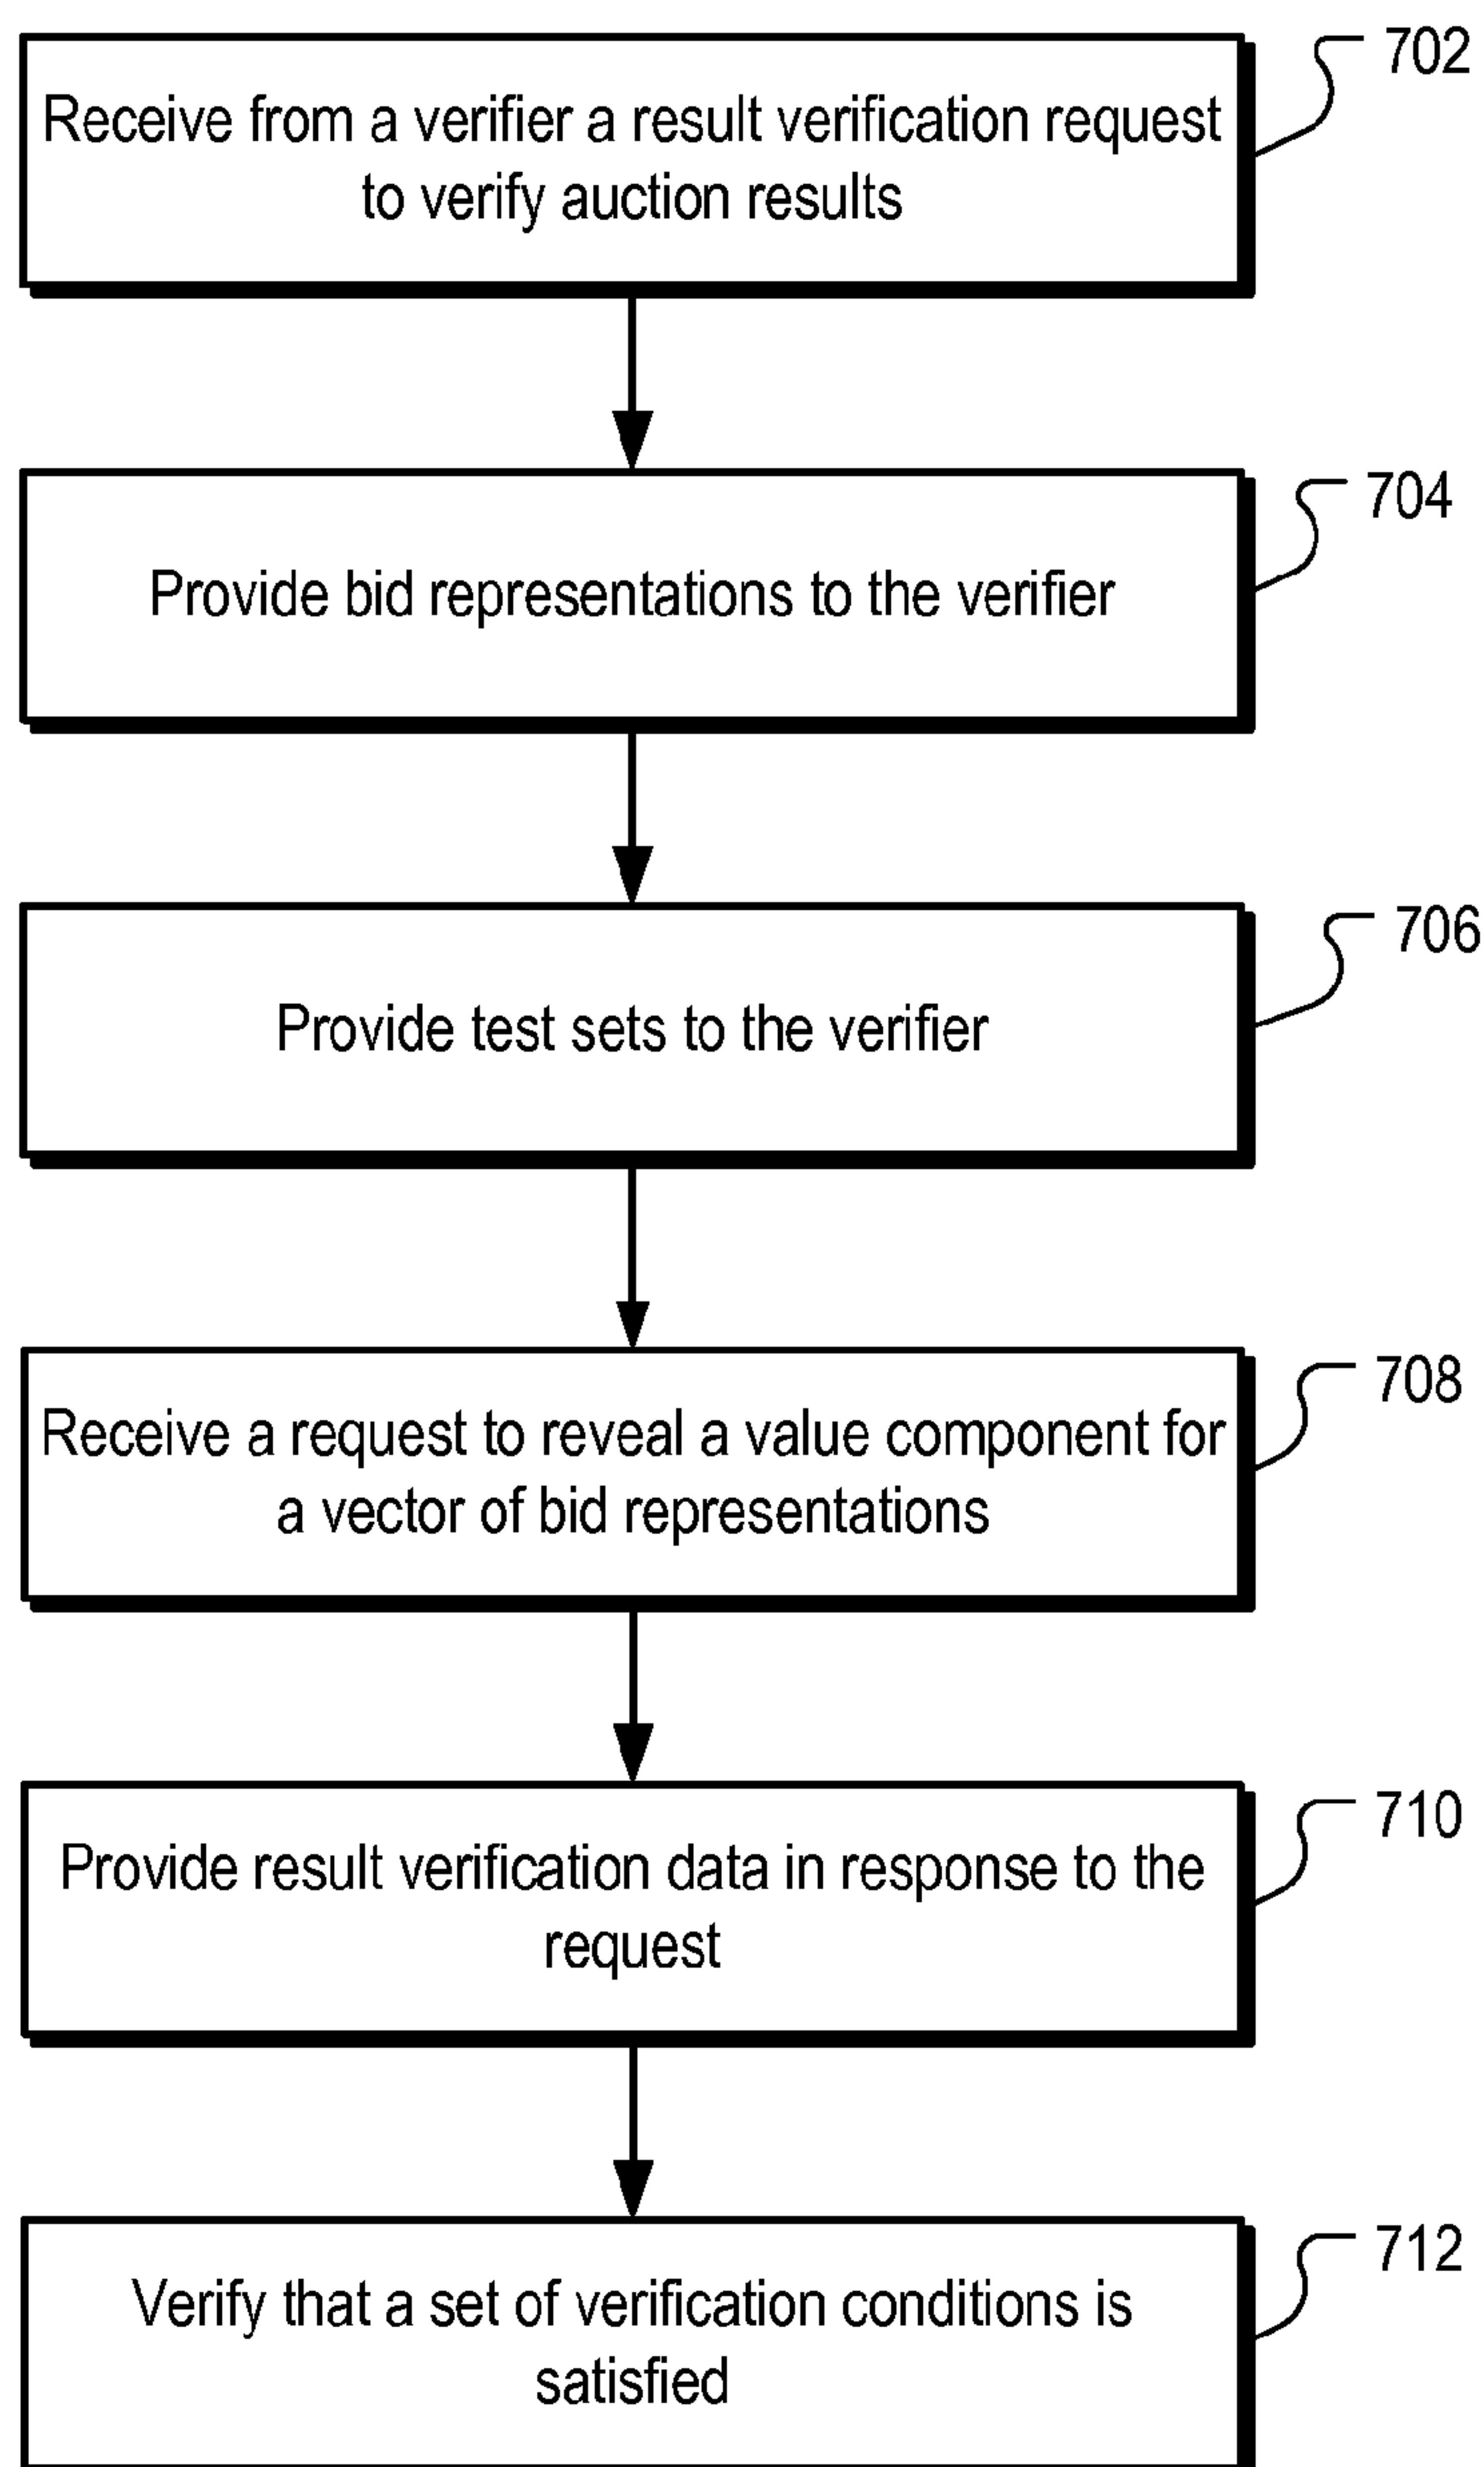 702
Receive from a verifier a result verification request
to verify auction results
704
Provide bid representations to the verifier
706
Provide test sets to the verifier
708
Receive a request to reveal a value component for
a vector of bid representations
710
Provide result verification data in response to the
request
712
Verify that a set of verification conditions is
satisfied